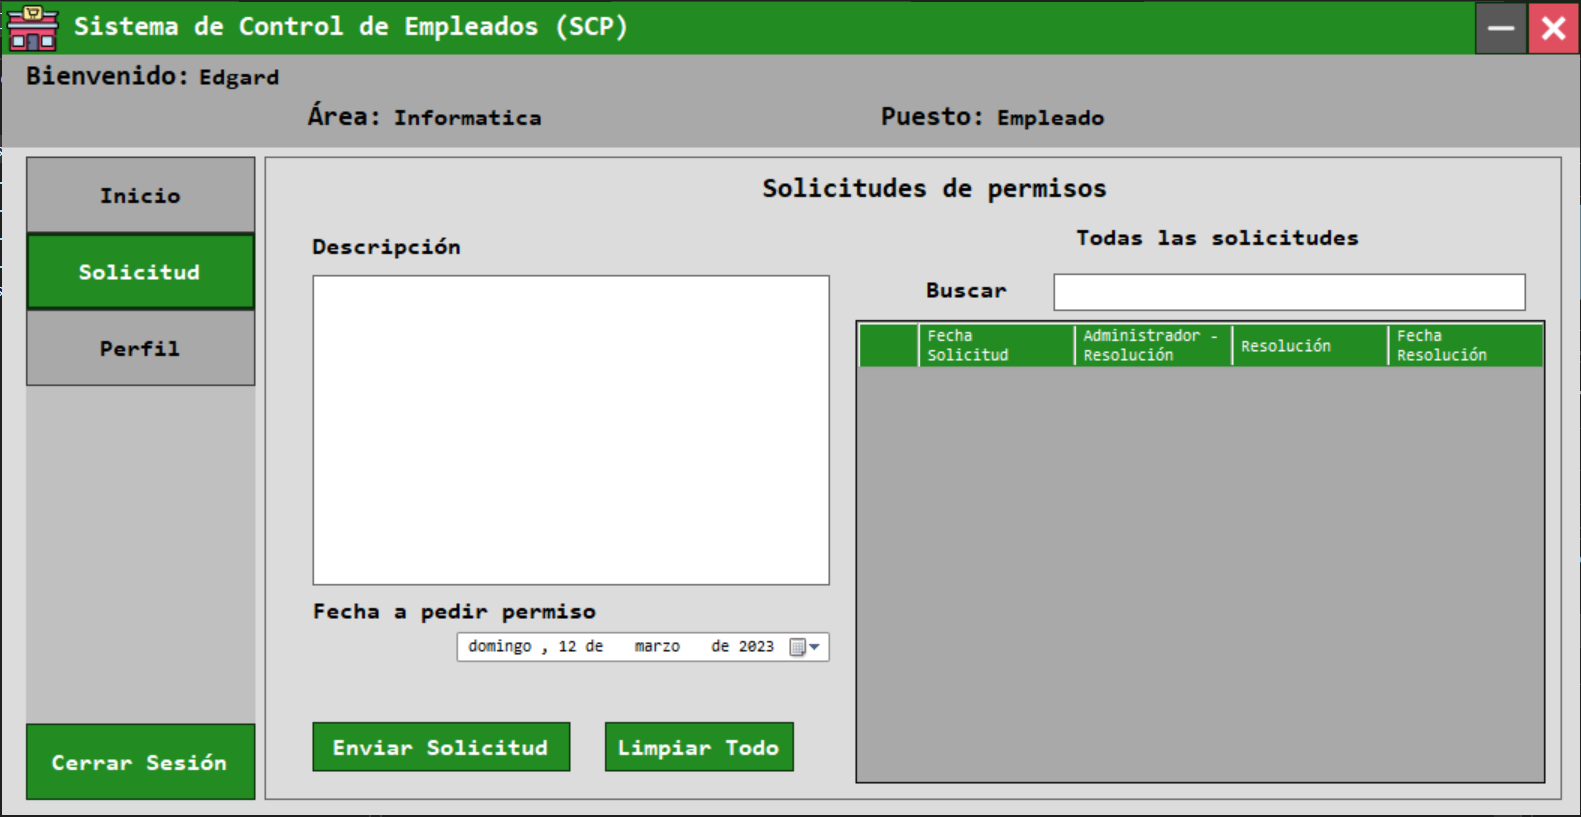 Sistema de Control de Empleados (SCP)
Bienvenido: Edgard
Área: Informatica
Puesto: Empleado
Inicio
Solicitud
Perfil
Cerrar Sesión
Solicitudes de permisos
Descripción
Fecha a pedir permiso
domingo , 12 de marzo de 2023
Enviar Solicitud
Limpiar Todo
Todas las solicitudes
Buscar
Fecha
Solicitud
Administrador -
Resolución
Resolución
Fecha
Resolución